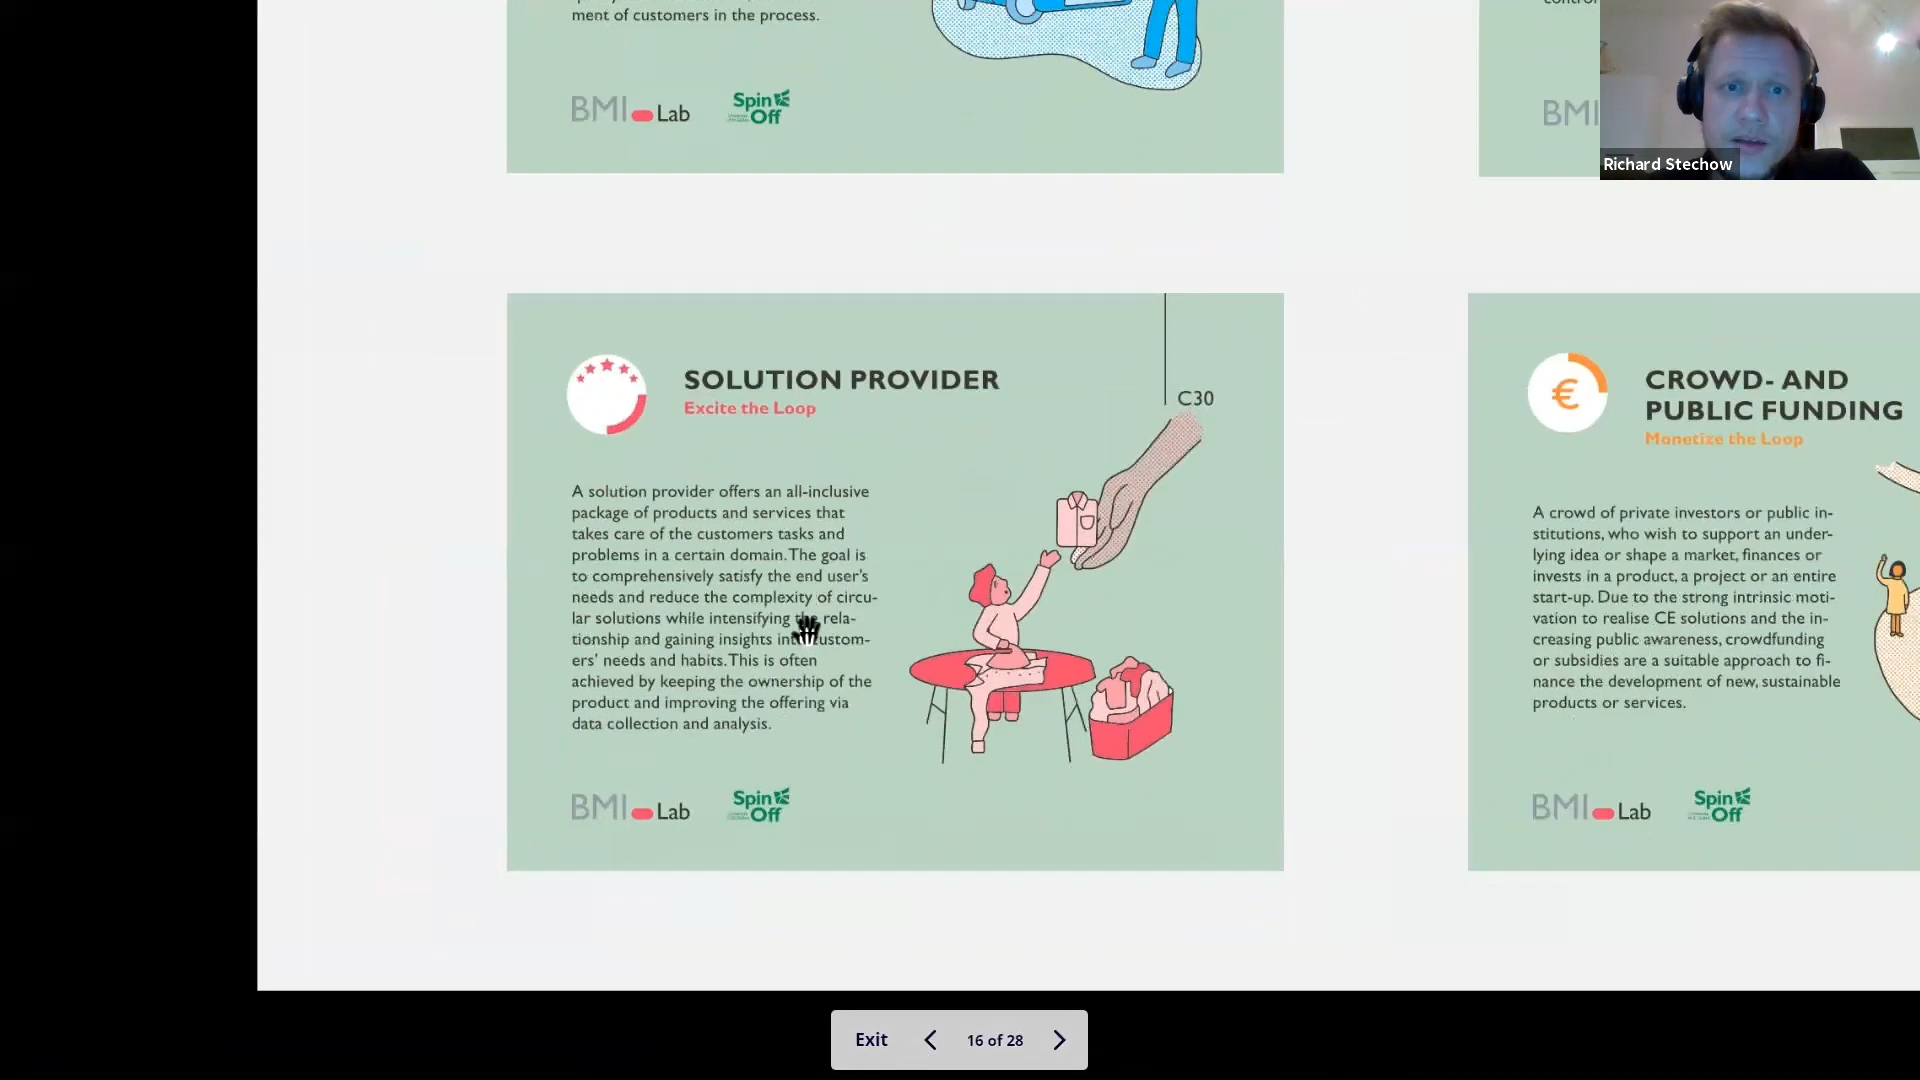 ment of customers in the process.
BMI Lab
Spin
Off
BMI
Richard Stechow
SOLUTION PROVIDER
Excite the Loop
C30
A solution provider offers an all-inclusive
package of products and services that
takes care of the customers tasks and
problems in a certain domain. The goal is
to comprehensively satisfy the end user's
needs and reduce the complexity of circu-
lar solutions while intensifying the rela-
tionship and gaining insights into custom-
ers' needs and habits. This is often
achieved by keeping the ownership of the
product and improving the offering via
data collection and analysis.
BMI Lab
Spin
Off
€
CROWD- AND
PUBLIC FUNDING
Monetize the Loop
A crowd of private investors or public in-
stitutions, who wish to support an under-
lying idea or shape a market, finances or
invests in a product, a project or an entire
start-up. Due to the strong intrinsic moti-
vation to realise CE solutions and the in-
creasing public awareness, crowdfunding
or subsidies are a suitable approach to fi-
nance the development of new, sustainable
products or services.
BMI Lab
Spin
Off
Exit
16 of 28